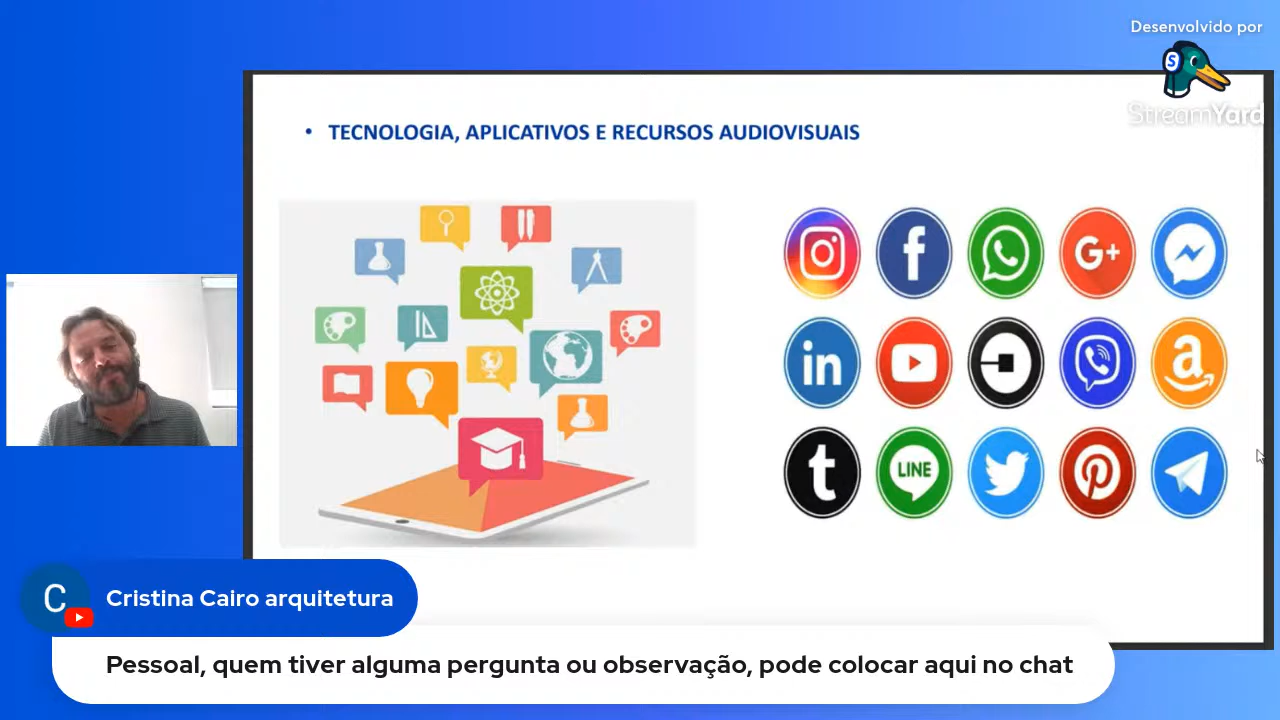 Desenvolvido por
S
StreamYard
• TECNOLOGIA, APLICATIVOS E RECURSOS AUDIOVISUAIS
f
G+
in
a
t
LINE
C
Cristina Cairo arquitetura
Pessoal, quem tiver alguma pergunta ou observação, pode colocar aqui no chat